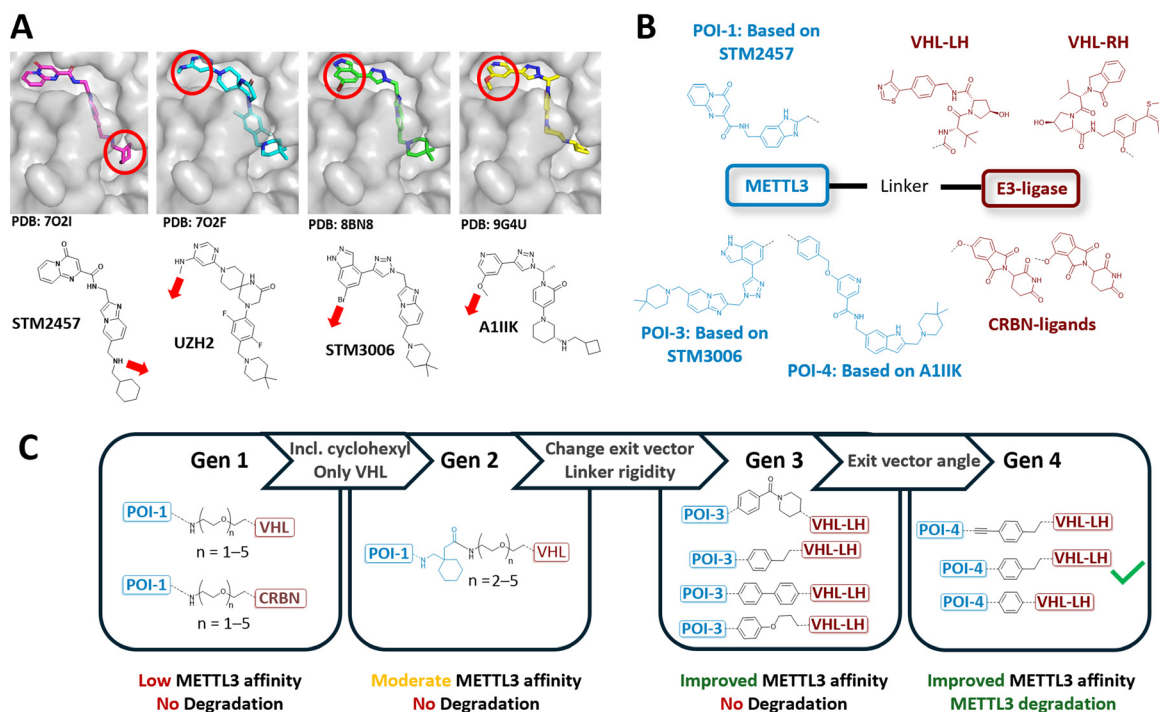 A
PDB: 7O2I
PDB: 7O2F
PDB: 8BN8
PDB: 9G4U
STM2457
UZH2
STM3006
A1IIK
B
POI-1: Based on
STM2457
VHL-LH
VHL-RH
METTL3
Linker
E3-ligase
POI-3: Based on
STM3006
POI-4: Based on A1IIK
CRBN-ligands
C
Gen 1
Incl. cyclohexyl
Only VHL
Gen 2
Change exit vector
Linker rigidity
Gen 3
Exit vector angle
Gen 4
POI-1
VHL
n = 1–5
POI-1
CRBN
n = 1–5
POI-1
VHL
n = 2–5
POI-3
VHL-LH
POI-3
VHL-LH
POI-3
VHL-LH
POI-3
VHL-LH
POI-4
VHL-LH
POI-4
VHL-LH
POI-4
VHL-LH
Low METTL3 affinity
No Degradation
Moderate METTL3 affinity
No Degradation
Improved METTL3 affinity
No Degradation
Improved METTL3 affinity
METTL3 degradation